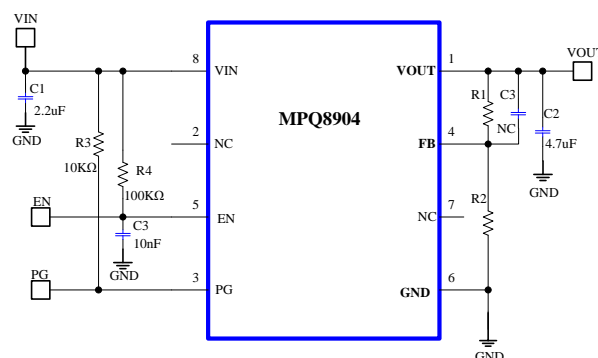 VIN
C1
2.2uF
GND
R3
10KΩ
R4
100KΩ
EN
C3
10nF
GND
PG
8
VIN
2
NC
5
EN
3
PG
MPQ8904
1
VOUT
4
FB
7
NC
6
GND
VOUT
R1
C3
NC
C2
4.7uF
GND
R2
GND